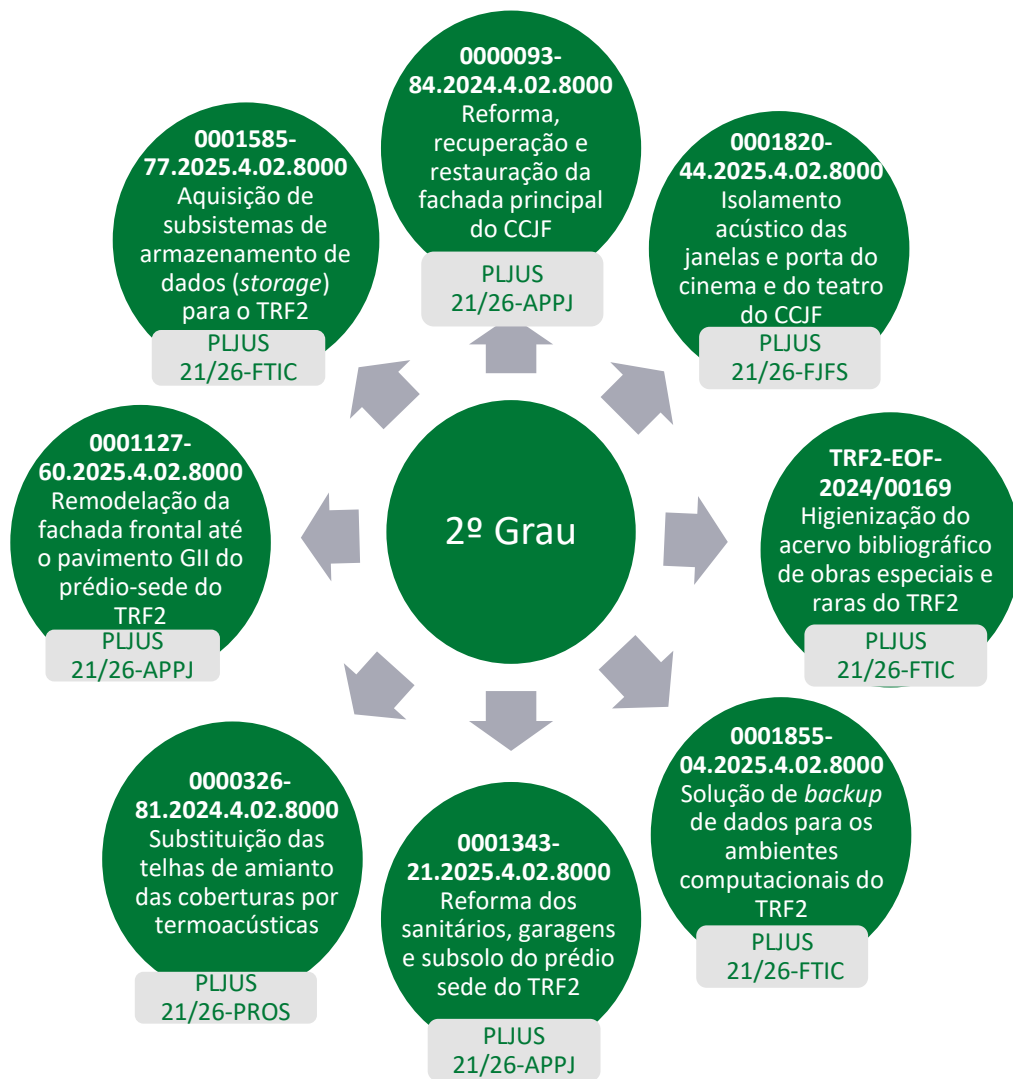 0000093-
84.2024.4.02.8000
Reforma,
recuperação e
restauração da
fachada principal
do CCJF
PLJUS
21/26-APPJ
0001820-
44.2025.4.02.8000
Isolamento
acústico das
janelas e porta do
cinema e do teatro
do CCJF
PLJUS
21/26-FJFS
TRF2-EOF-
2024/00169
Higienização do
acervo bibliográfico
de obras especiais e
raras do TRF2
PLJUS
21/26-FTIC
0001855-
04.2025.4.02.8000
Solução de backup
de dados para os
ambientes
computacionais do
TRF2
PLJUS
21/26-FTIC
0001343-
21.2025.4.02.8000
Reforma dos
sanitários, garagens
e subsolo do prédio
sede do TRF2
PLJUS
21/26-APPJ
0000326-
81.2024.4.02.8000
Substituição das
telhas de amianto
das coberturas por
termoacústicas
PLJUS
21/26-PROS
0001127-
60.2025.4.02.8000
Remodelação da
fachada frontal até
o pavimento GII do
prédio-sede do
TRF2
PLJUS
21/26-APPJ
0001585-
77.2025.4.02.8000
Aquisição de
subsistemas de
armazenamento de
dados (storage)
para o TRF2
PLJUS
21/26-FTIC
2º Grau